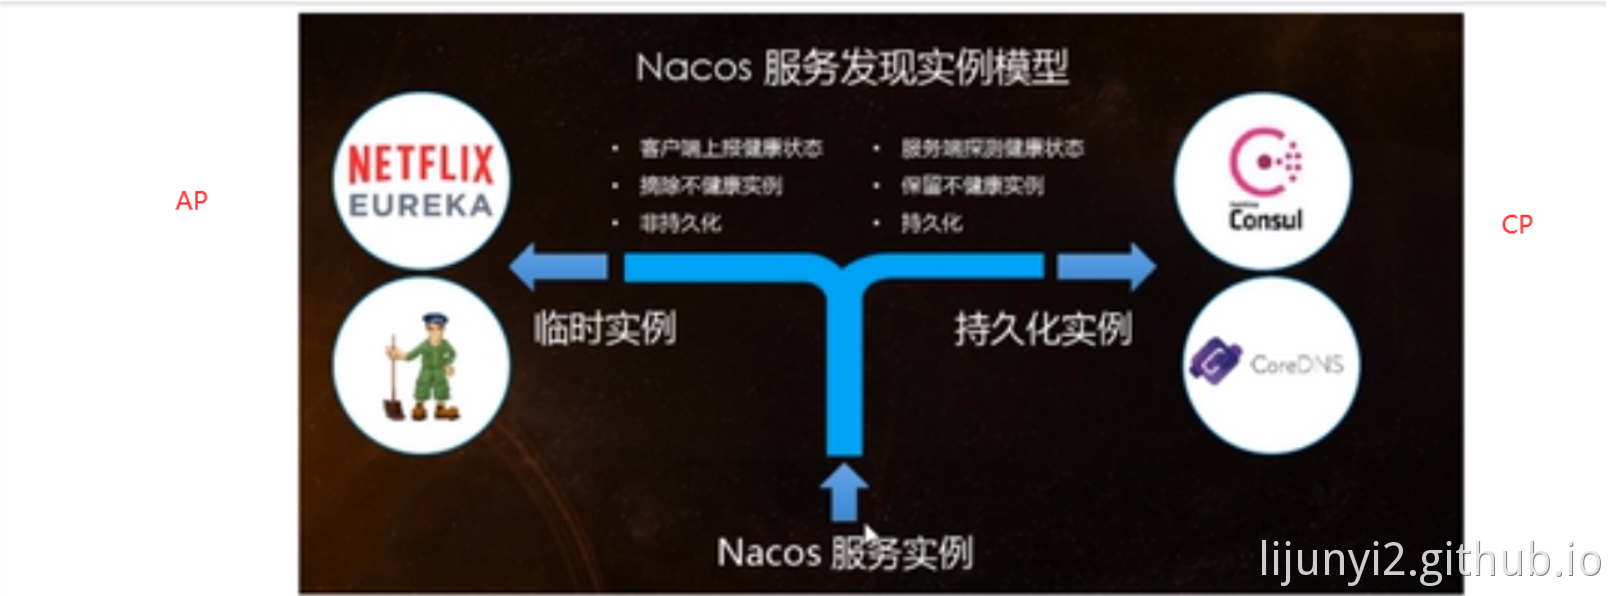 Nacos 服务发现实例模型
NETFLIX
EUREKA
• 客户端上报健康状态
• 摘除不健康实例
• 非持久化
• 服务端探测健康状态
• 保留不健康实例
• 持久化
Consul
AP
CP
临时实例
持久化实例
CoreDNS
Nacos 服务实例
lijunyi2.github.io